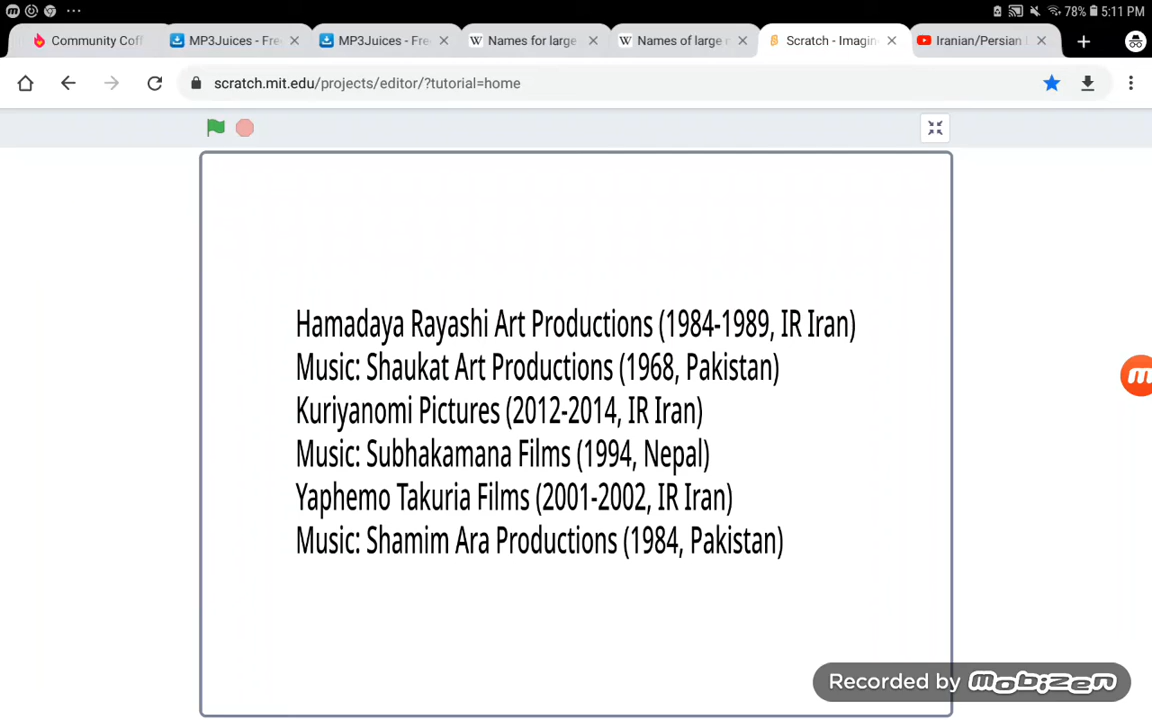 78% 5:11 PM
Community Coff
MP3Juices - Free
MP3Juices - Fre
Names for large
Names of large
Scratch - Imagin
Iranian/Persian
scratch.mit.edu/projects/editor/?tutorial=home
Hamadaya Rayashi Art Productions (1984-1989, IR Iran)
Music: Shaukat Art Productions (1968, Pakistan)
Kuriyanomi Pictures (2012-2014, IR Iran)
Music: Subhakamana Films (1994, Nepal)
Yaphemo Takuria Films (2001-2002, IR Iran)
Music: Shamim Ara Productions (1984, Pakistan)
Recorded by mobizen